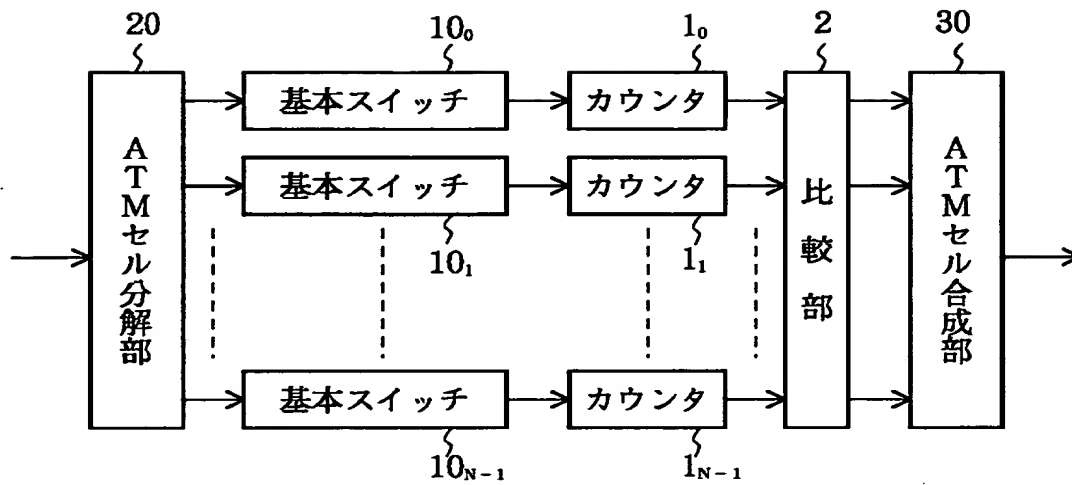 20
10₀
1₀
2
30
ATMセル分解部
基本スイッチ
カウンタ
比較部
ATMセル合成部
基本スイッチ
カウンタ
10₁
1₁
基本スイッチ
カウンタ
10N-1
1N-1